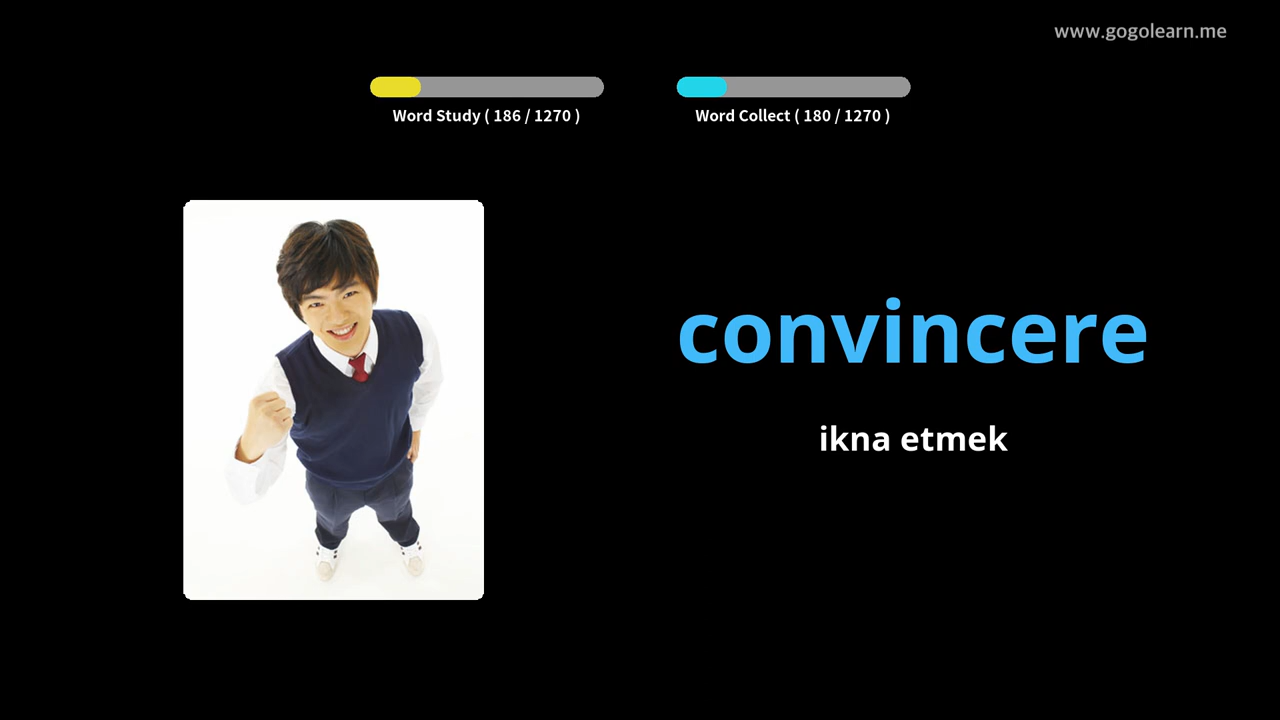 www.gogolearn.me
Word Study ( 186 / 1270 )
Word Collect ( 180 / 1270 )
convincere
ikna etmek